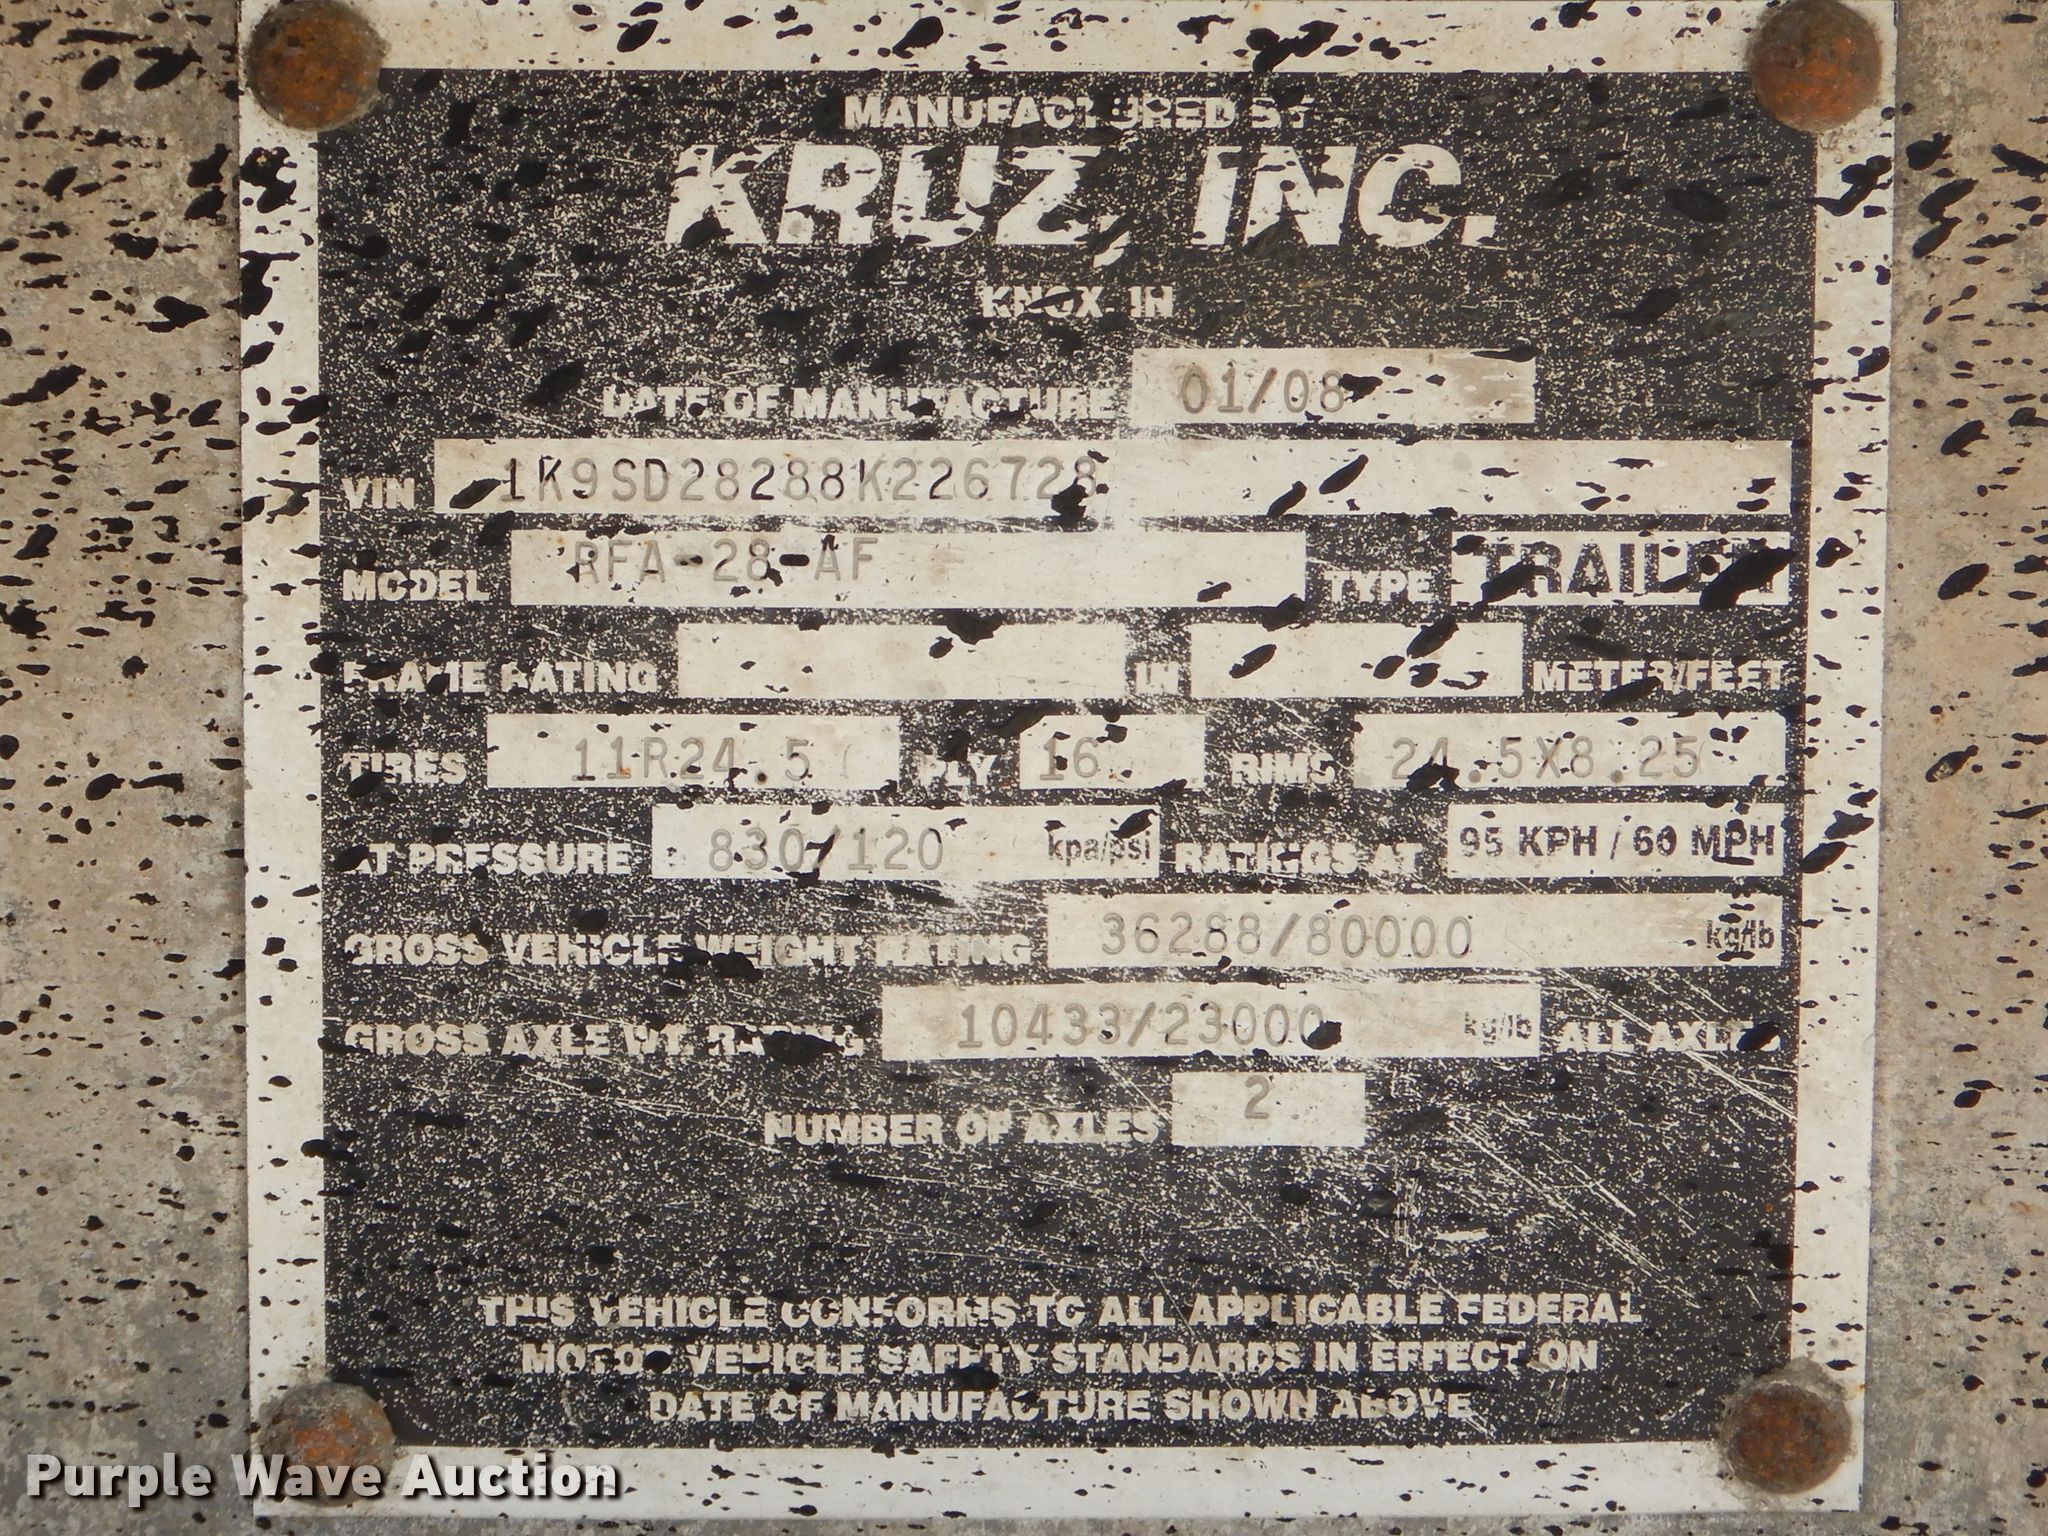 MANUFACTURED BY
KRUZ, INC.
KNOX, IN
DATE OF MANUFACTURE 01/08
VIN 1K9SD28288K226728
MODEL RFA-28-AF TYPE TRAILER
FRAME RATING IN METER/FEET
TIRES 11R24.5 PLY 16 RIMS 24.5X8.25
AT PRESSURE 830/120 kpa/psi RATINGS AT 95 KPH / 60 MPH
GROSS VEHICLE WEIGHT RATING 36288/80000 kg/lb
GROSS AXLE WT. RATING 10433/23000 kg/lb ALL AXLES
NUMBER OF AXLES 2
THIS VEHICLE CONFORMS TO ALL APPLICABLE FEDERAL
MOTOR VEHICLE SAFETY STANDARDS IN EFFECT ON
DATE OF MANUFACTURE SHOWN ABOVE
Purple Wave Auction